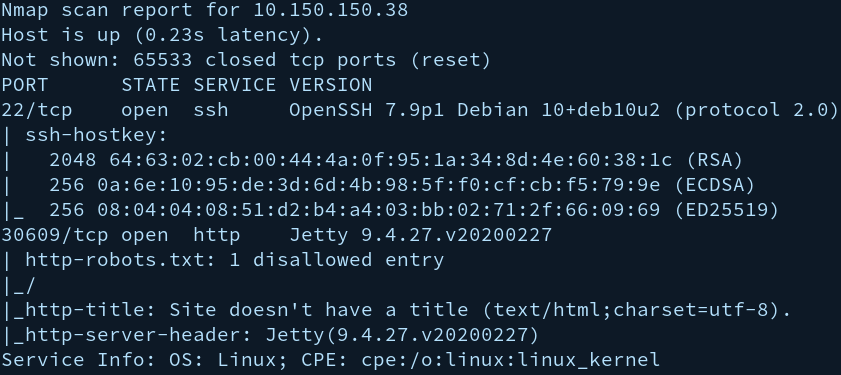 Nmap scan report for 10.150.150.38
Host is up (0.23s latency).
Not shown: 65533 closed tcp ports (reset)
PORT      STATE SERVICE VERSION
22/tcp    open  ssh     OpenSSH 7.9p1 Debian 10+deb10u2 (protocol 2.0)
| ssh-hostkey:
|   2048 64:63:02:cb:00:44:4a:0f:95:1a:34:8d:4e:60:38:1c (RSA)
|   256 0a:6e:10:95:de:3d:6d:4b:98:5f:f0:cf:cb:f5:79:9e (ECDSA)
|_  256 08:04:04:08:51:d2:b4:a4:03:bb:02:71:2f:66:09:69 (ED25519)
30609/tcp open  http    Jetty 9.4.27.v20200227
| http-robots.txt: 1 disallowed entry
|_/
|_http-title: Site doesn't have a title (text/html;charset=utf-8).
|_http-server-header: Jetty(9.4.27.v20200227)
Service Info: OS: Linux; CPE: cpe:/o:linux:linux_kernel